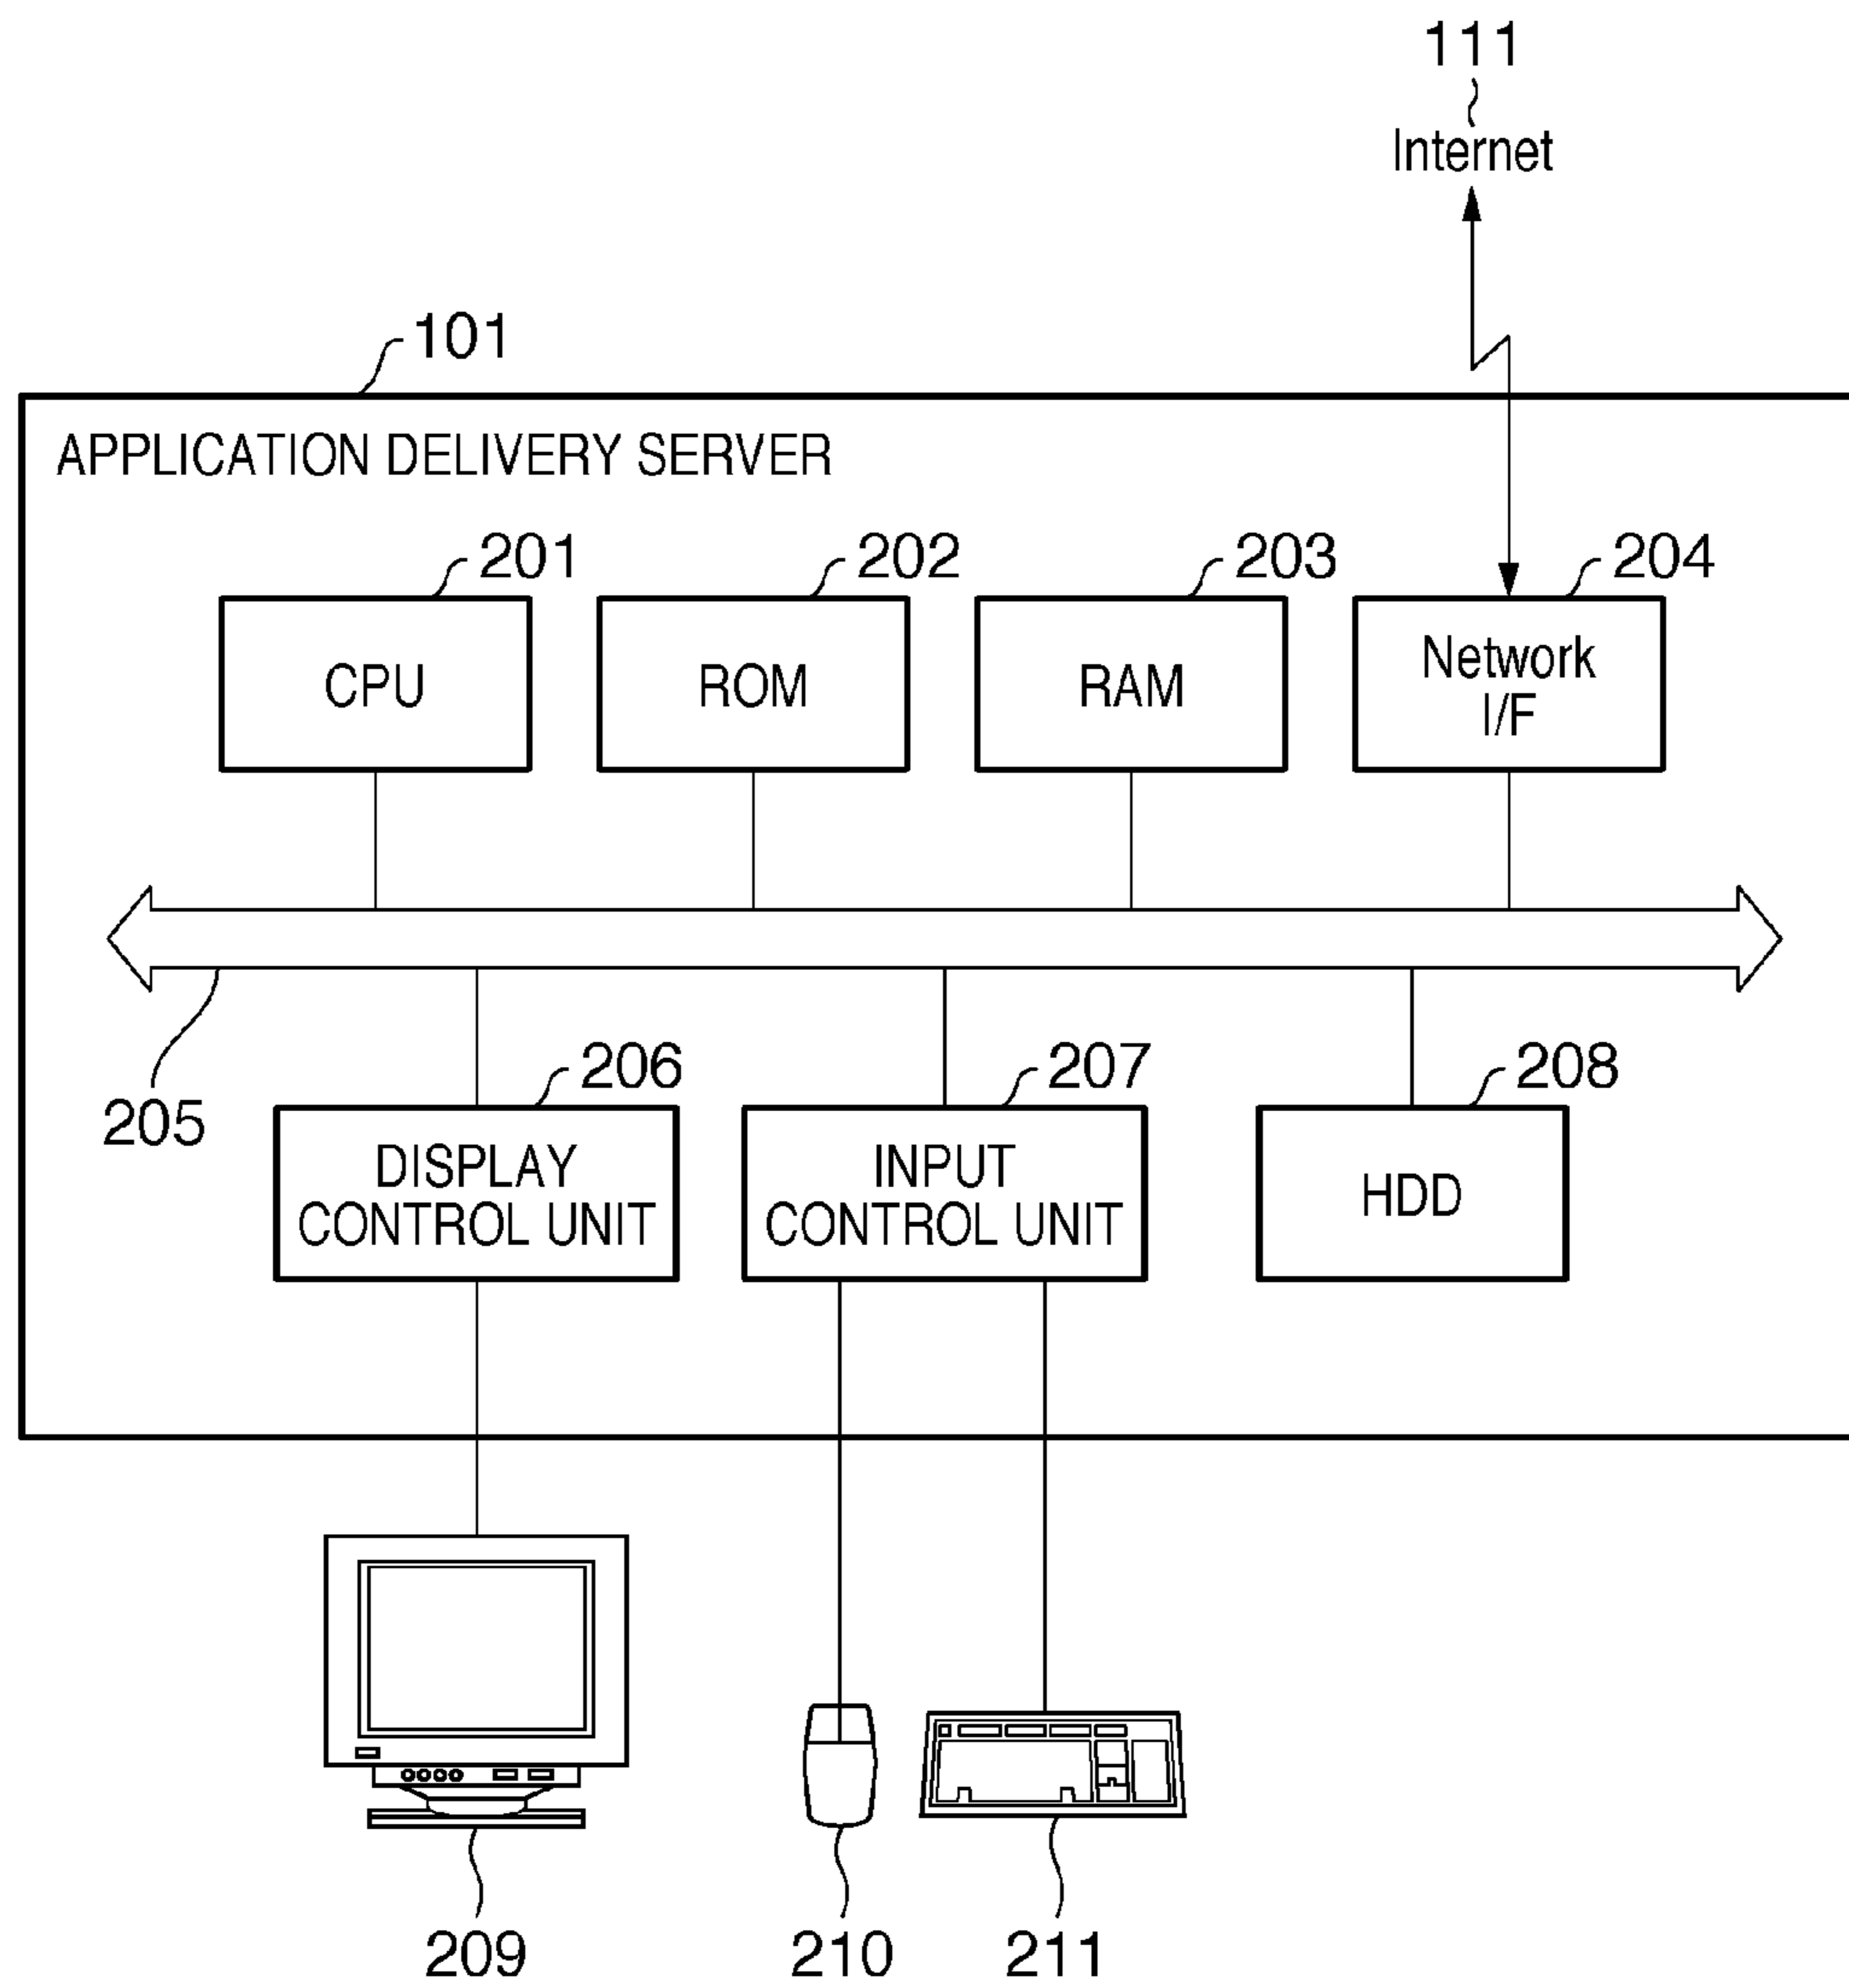 111
Internet
101
APPLICATION DELIVERY SERVER
201
202
203
204
CPU
ROM
RAM
Network
I/F
205
206
207
208
DISPLAY
CONTROL UNIT
INPUT
CONTROL UNIT
HDD
209
210
211